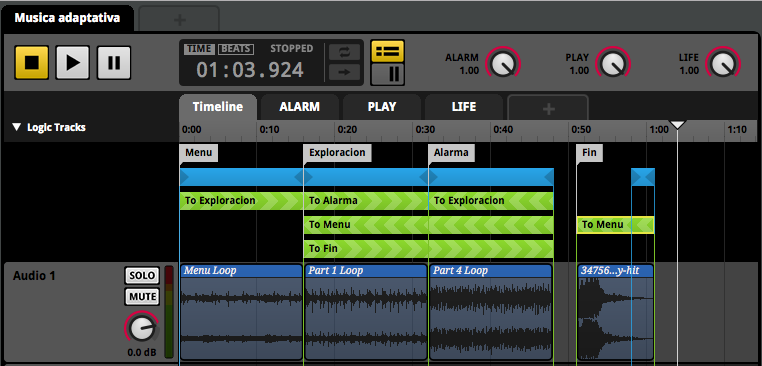 Musica adaptativa
+
TIME BEATS STOPPED
01:03.924
ALARM
1.00
PLAY
1.00
LIFE
1.00
Timeline ALARM PLAY LIFE +
Logic Tracks
0:00 0:10 0:20 0:30 0:40 0:50 1:00 1:10
Menu Exploracion Alarma Fin
To Exploracion To Alarma To Exploracion
To Menu To Menu
To Fin
Audio 1 SOLO Menu Loop Part 1 Loop Part 4 Loop 34756...y-hit
MUTE
0.0 dB